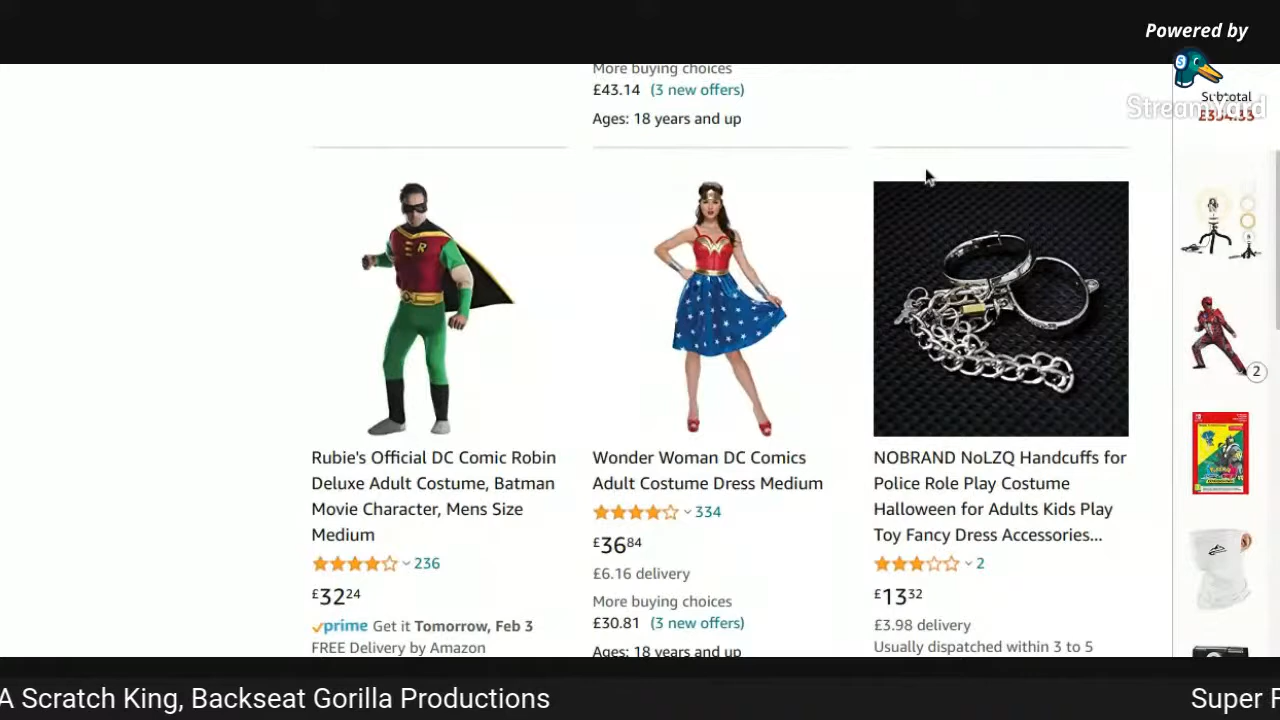 Powered by
StreamYard
Subtotal
More buying choices
£43.14 (3 new offers)
Ages: 18 years and up
Rubie's Official DC Comic Robin
Deluxe Adult Costume, Batman
Movie Character, Mens Size
Medium
236
£32 24
prime Get it Tomorrow, Feb 3
FREE Delivery by Amazon
Wonder Woman DC Comics
Adult Costume Dress Medium
334
£36 84
£6.16 delivery
More buying choices
£30.81 (3 new offers)
Ages: 18 years and up
NOBRAND NoLZQ Handcuffs for
Police Role Play Costume
Halloween for Adults Kids Play
Toy Fancy Dress Accessories...
2
£13 32
£3.98 delivery
Usually dispatched within 3 to 5
2
A Scratch King, Backseat Gorilla Productions
Super